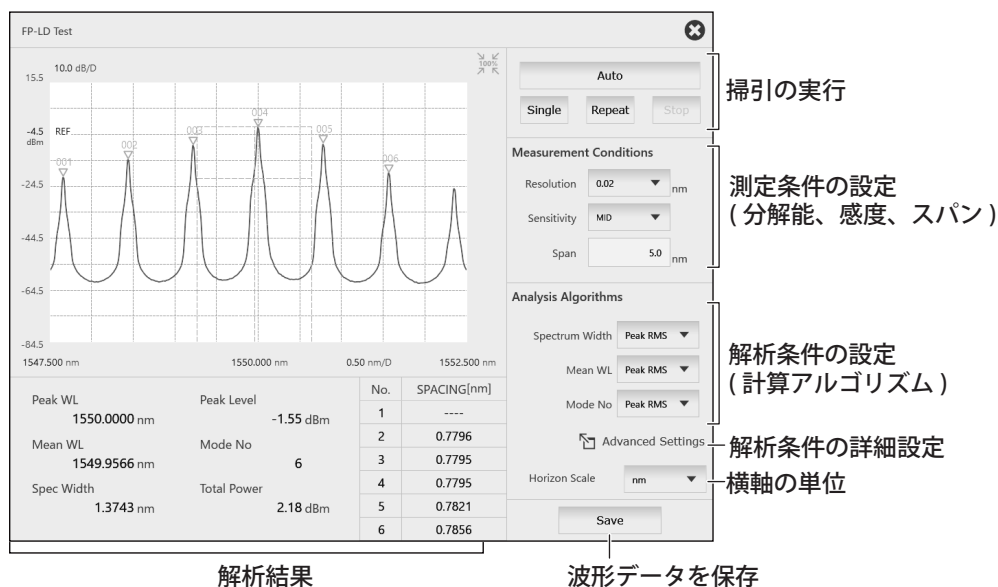 FP-LD Test
10.0 dB/D
100%
15.5
-4.5
dBm
REF
-24.5
-44.5
-64.5
-84.5
001
002
003
004
005
006
1547.500 nm
1550.000 nm
0.50 nm/D
1552.500 nm
Peak WL
1550.0000 nm
Peak Level
-1.55 dBm
Mean WL
1549.9566 nm
Mode No
6
Spec Width
1.3743 nm
Total Power
2.18 dBm
No. SPACING[nm]
1 ----
2 0.7796
3 0.7795
4 0.7795
5 0.7821
6 0.7856
Auto
Single Repeat Stop
Measurement Conditions
Resolution 0.02 nm
Sensitivity MID
Span 5.0 nm
Analysis Algorithms
Spectrum Width Peak RMS
Mean WL Peak RMS
Mode No Peak RMS
Advanced Settings
Horizon Scale nm
Save
掃引の実行
測定条件の設定
( 分解能、感度、スパン )
解析条件の設定
( 計算アルゴリズム )
解析条件の詳細設定
横軸の単位
解析結果
波形データを保存